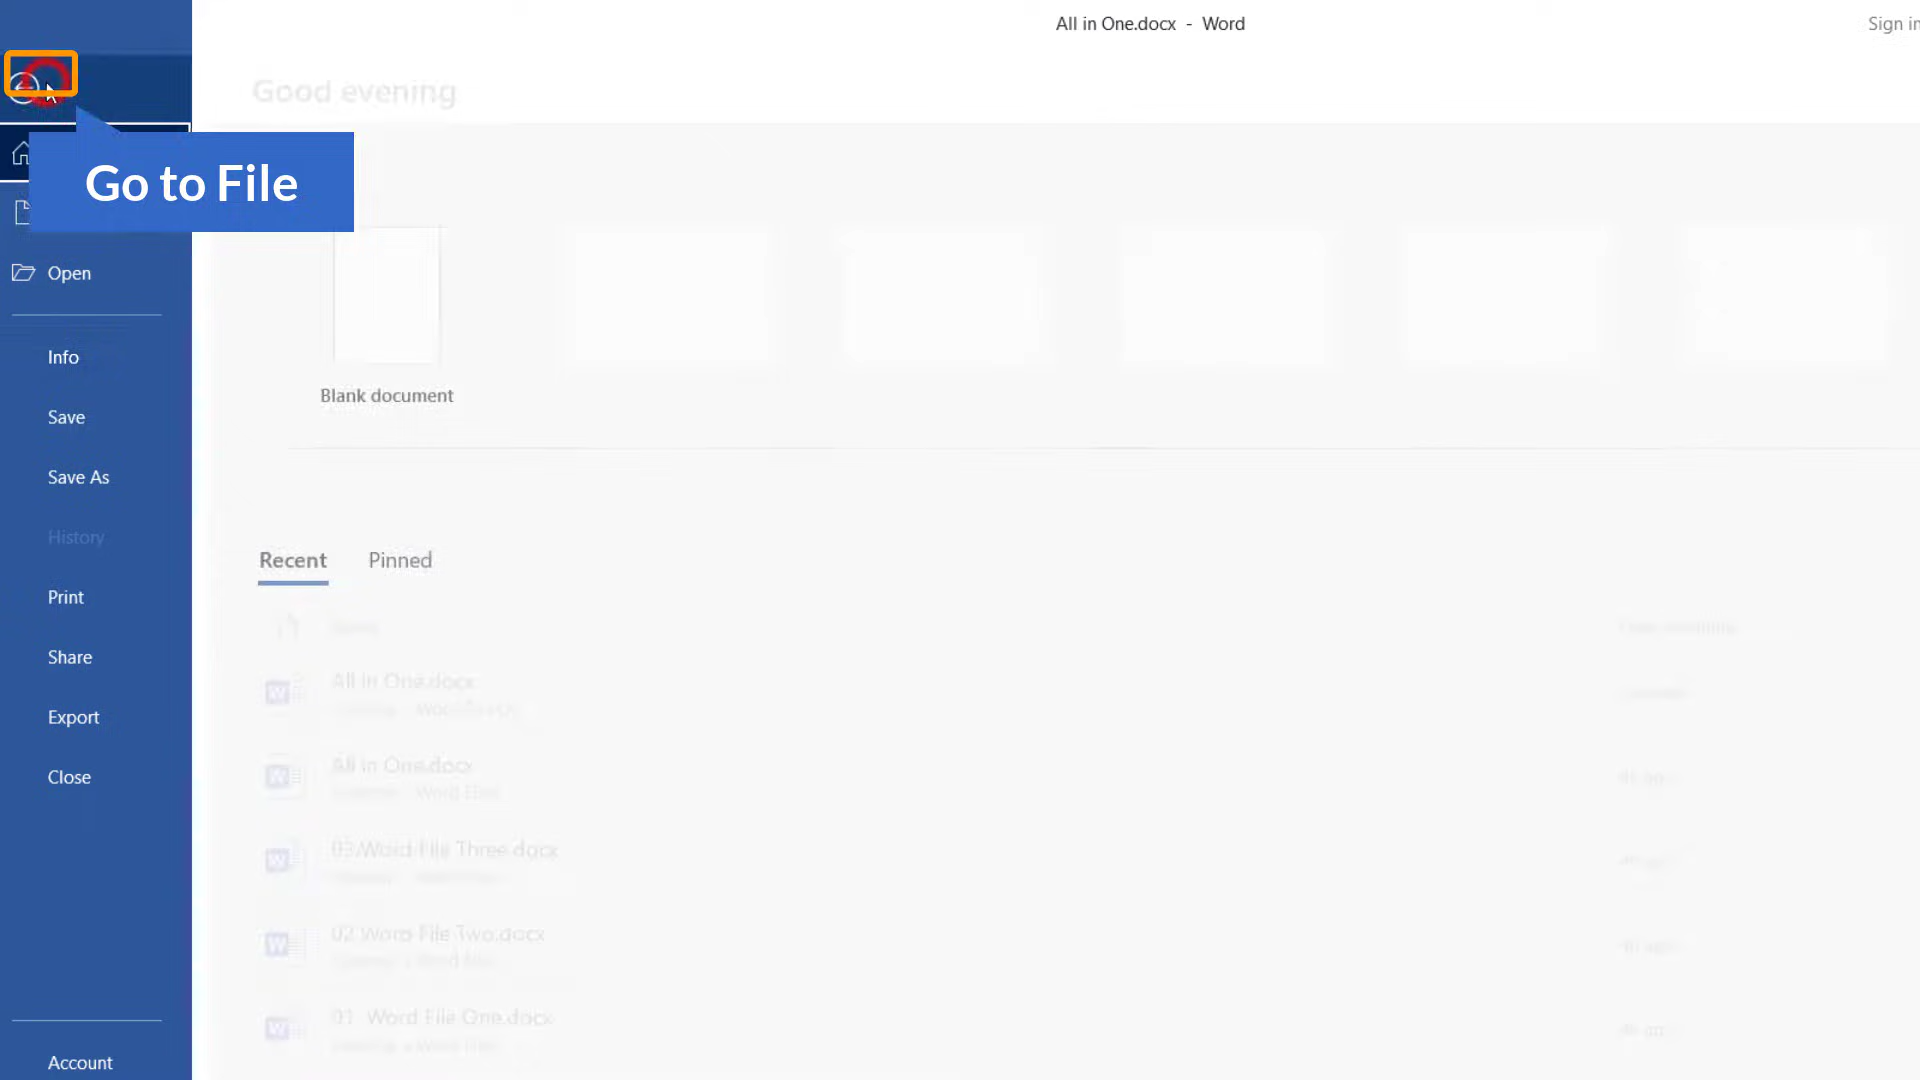 All in One.docx - Word
Sign in
Good evening
Go to File
Open
Info
Save
Save As
History
Print
Share
Export
Close
Account
Blank document
Recent Pinned
All in One.docx
All in One.docx
03.Word File Three.docx
02.Word File Two.docx
01. Word File One.docx